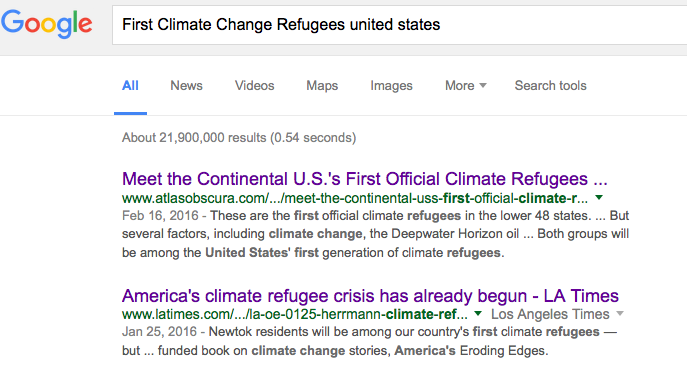 Google
First Climate Change Refugees united states
All News Videos Maps Images More Search tools
About 21,900,000 results (0.54 seconds)
Meet the Continental U.S.'s First Official Climate Refugees ...
www.atlasobscura.com/.../meet-the-continental-uss-first-official-climate-r...
Feb 16, 2016 - These are the first official climate refugees in the lower 48 states. ... But
several factors, including climate change, the Deepwater Horizon oil ... Both groups will
be among the United States' first generation of climate refugees.
America's climate refugee crisis has already begun - LA Times
www.latimes.com/.../la-oe-0125-herrmann-climate-ref... Los Angeles Times
Jan 25, 2016 - Newtok residents will be among our country's first climate refugees —
but ... funded book on climate change stories, America's Eroding Edges.